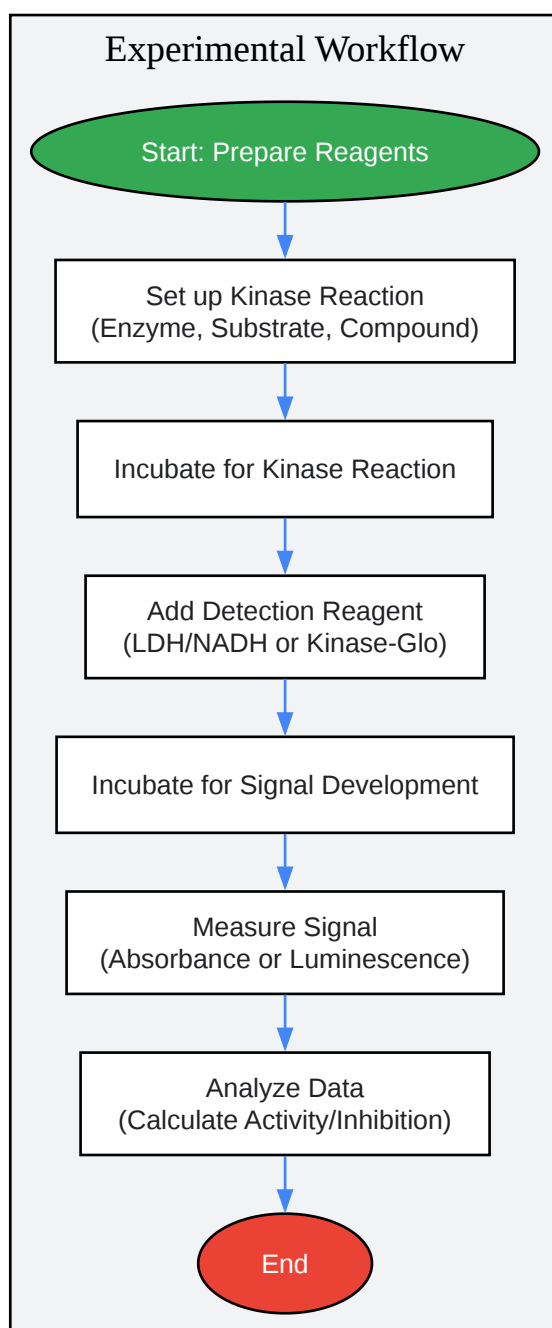 Experimental Workflow
Start: Prepare Reagents
Set up Kinase Reaction
(Enzyme, Substrate, Compound)
Incubate for Kinase Reaction
Add Detection Reagent
(LDH/NADH or Kinase-Glo)
Incubate for Signal Development
Measure Signal
(Absorbance or Luminescence)
Analyze Data
(Calculate Activity/Inhibition)
End